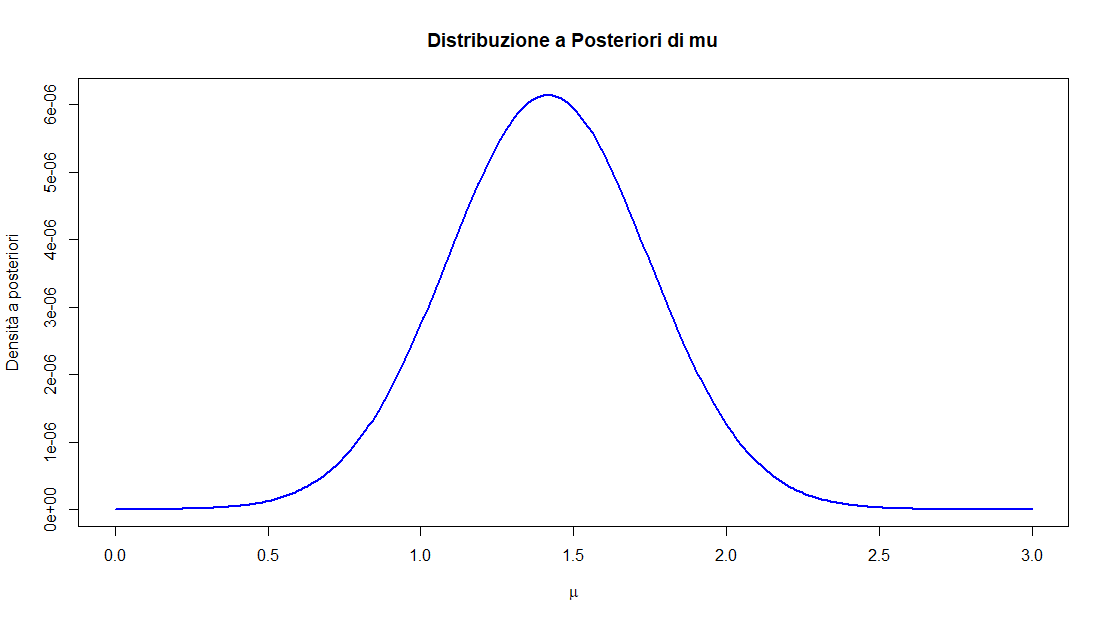 Distribuzione a Posteriori di mu
Densità a posteriori
6e-06
5e-06
4e-06
3e-06
2e-06
1e-06
0e+00
0.0 0.5 1.0 1.5 2.0 2.5 3.0
μ